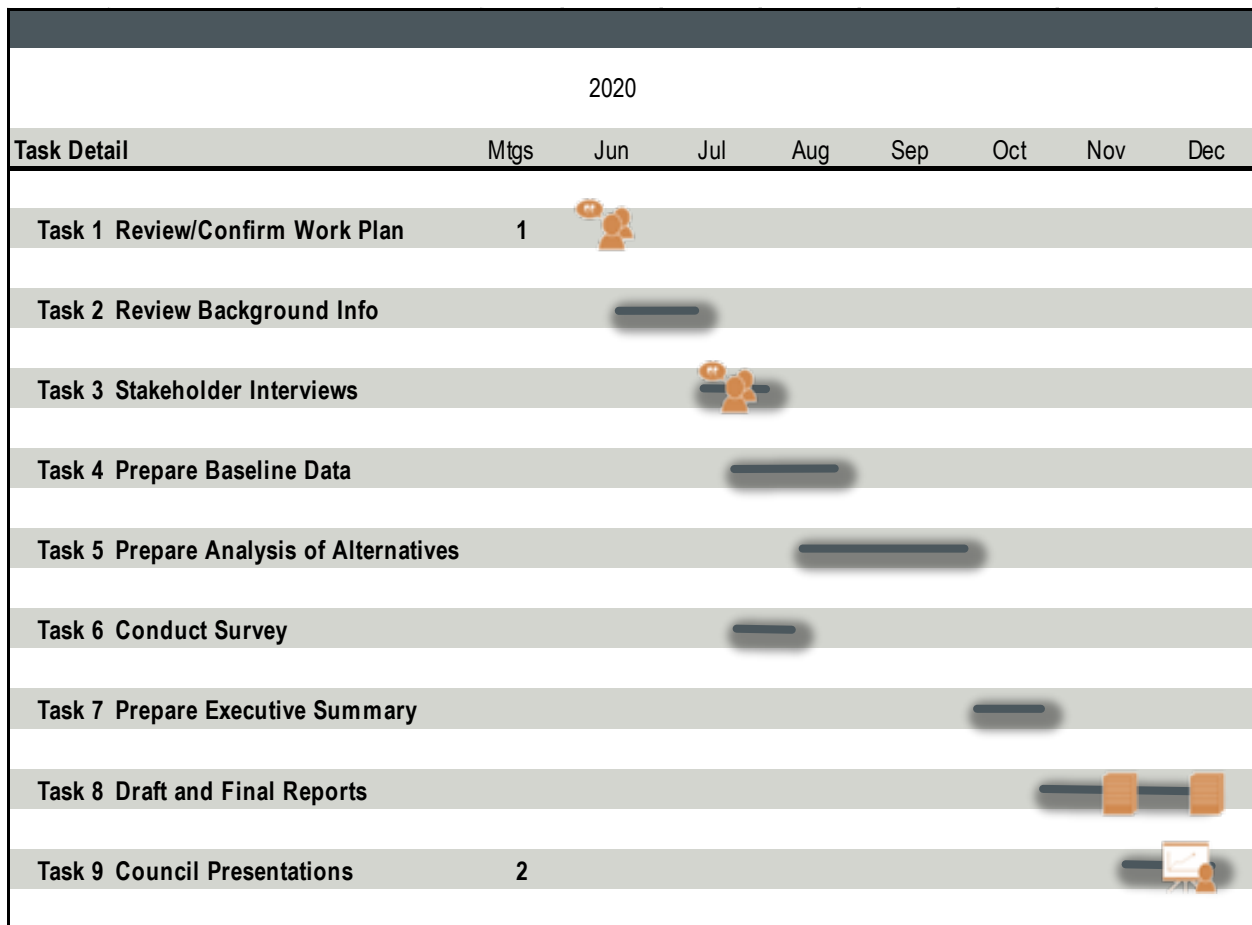 2020
Task Detail Mtgs Jun Jul Aug Sep Oct Nov Dec
Task 1 Review/Confirm Work Plan 1
Task 2 Review Background Info
Task 3 Stakeholder Interviews
Task 4 Prepare Baseline Data
Task 5 Prepare Analysis of Alternatives
Task 6 Conduct Survey
Task 7 Prepare Executive Summary
Task 8 Draft and Final Reports
Task 9 Council Presentations 2